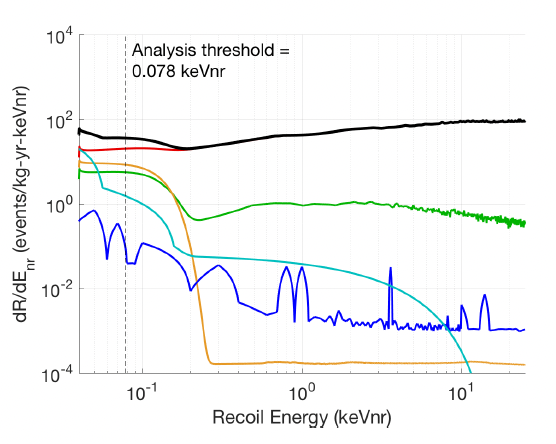 10^4
Analysis threshold =
0.078 keVnr
10^2
10^0
10^-2
10^-4
dR/dE_nr (events/kg-yr-keVnr)
10^-1 10^0 10^1
Recoil Energy (keVnr)